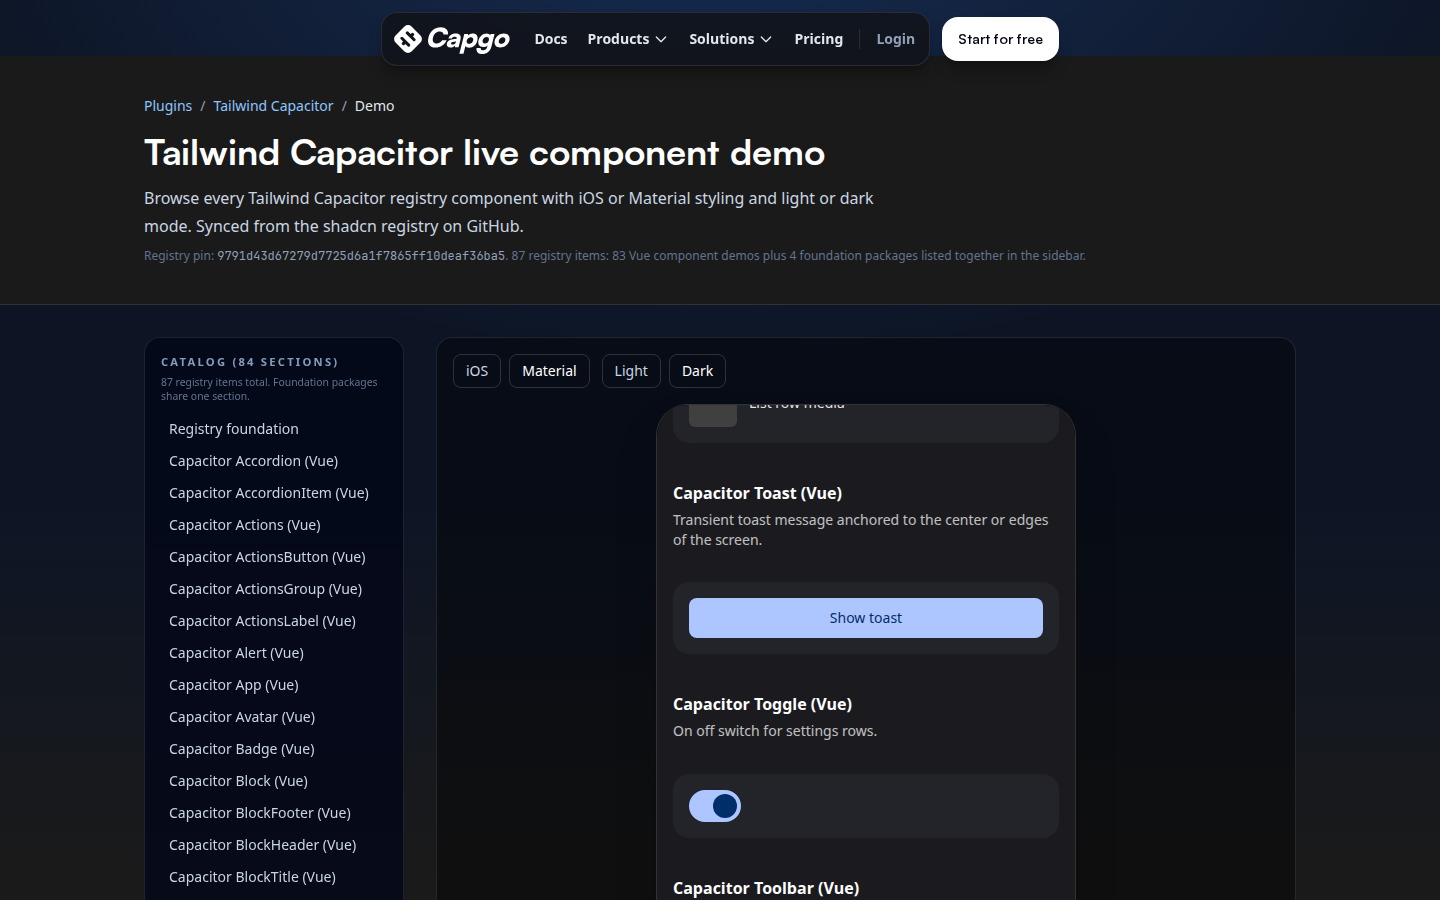 Capgo
Docs
Products
Solutions
Pricing
Login
Start for free
Plugins / Tailwind Capacitor / Demo
Tailwind Capacitor live component demo
Browse every Tailwind Capacitor registry component with iOS or Material styling and light or dark
mode. Synced from the shadcn registry on GitHub.
Registry pin: 9791d43d67279d7725d6a1f7865ff10deaf36ba5. 87 registry items: 83 Vue component demos plus 4 foundation packages listed together in the sidebar.
CATALOG (84 SECTIONS)
87 registry items total. Foundation packages
share one section.
Registry foundation
Capacitor Accordion (Vue)
Capacitor AccordionItem (Vue)
Capacitor Actions (Vue)
Capacitor ActionsButton (Vue)
Capacitor ActionsGroup (Vue)
Capacitor ActionsLabel (Vue)
Capacitor Alert (Vue)
Capacitor App (Vue)
Capacitor Avatar (Vue)
Capacitor Badge (Vue)
Capacitor Block (Vue)
Capacitor BlockFooter (Vue)
Capacitor BlockHeader (Vue)
Capacitor BlockTitle (Vue)
iOS
Material
Light
Dark
List row media
Capacitor Toast (Vue)
Transient toast message anchored to the center or edges
of the screen.
Show toast
Capacitor Toggle (Vue)
On off switch for settings rows.
Capacitor Toolbar (Vue)